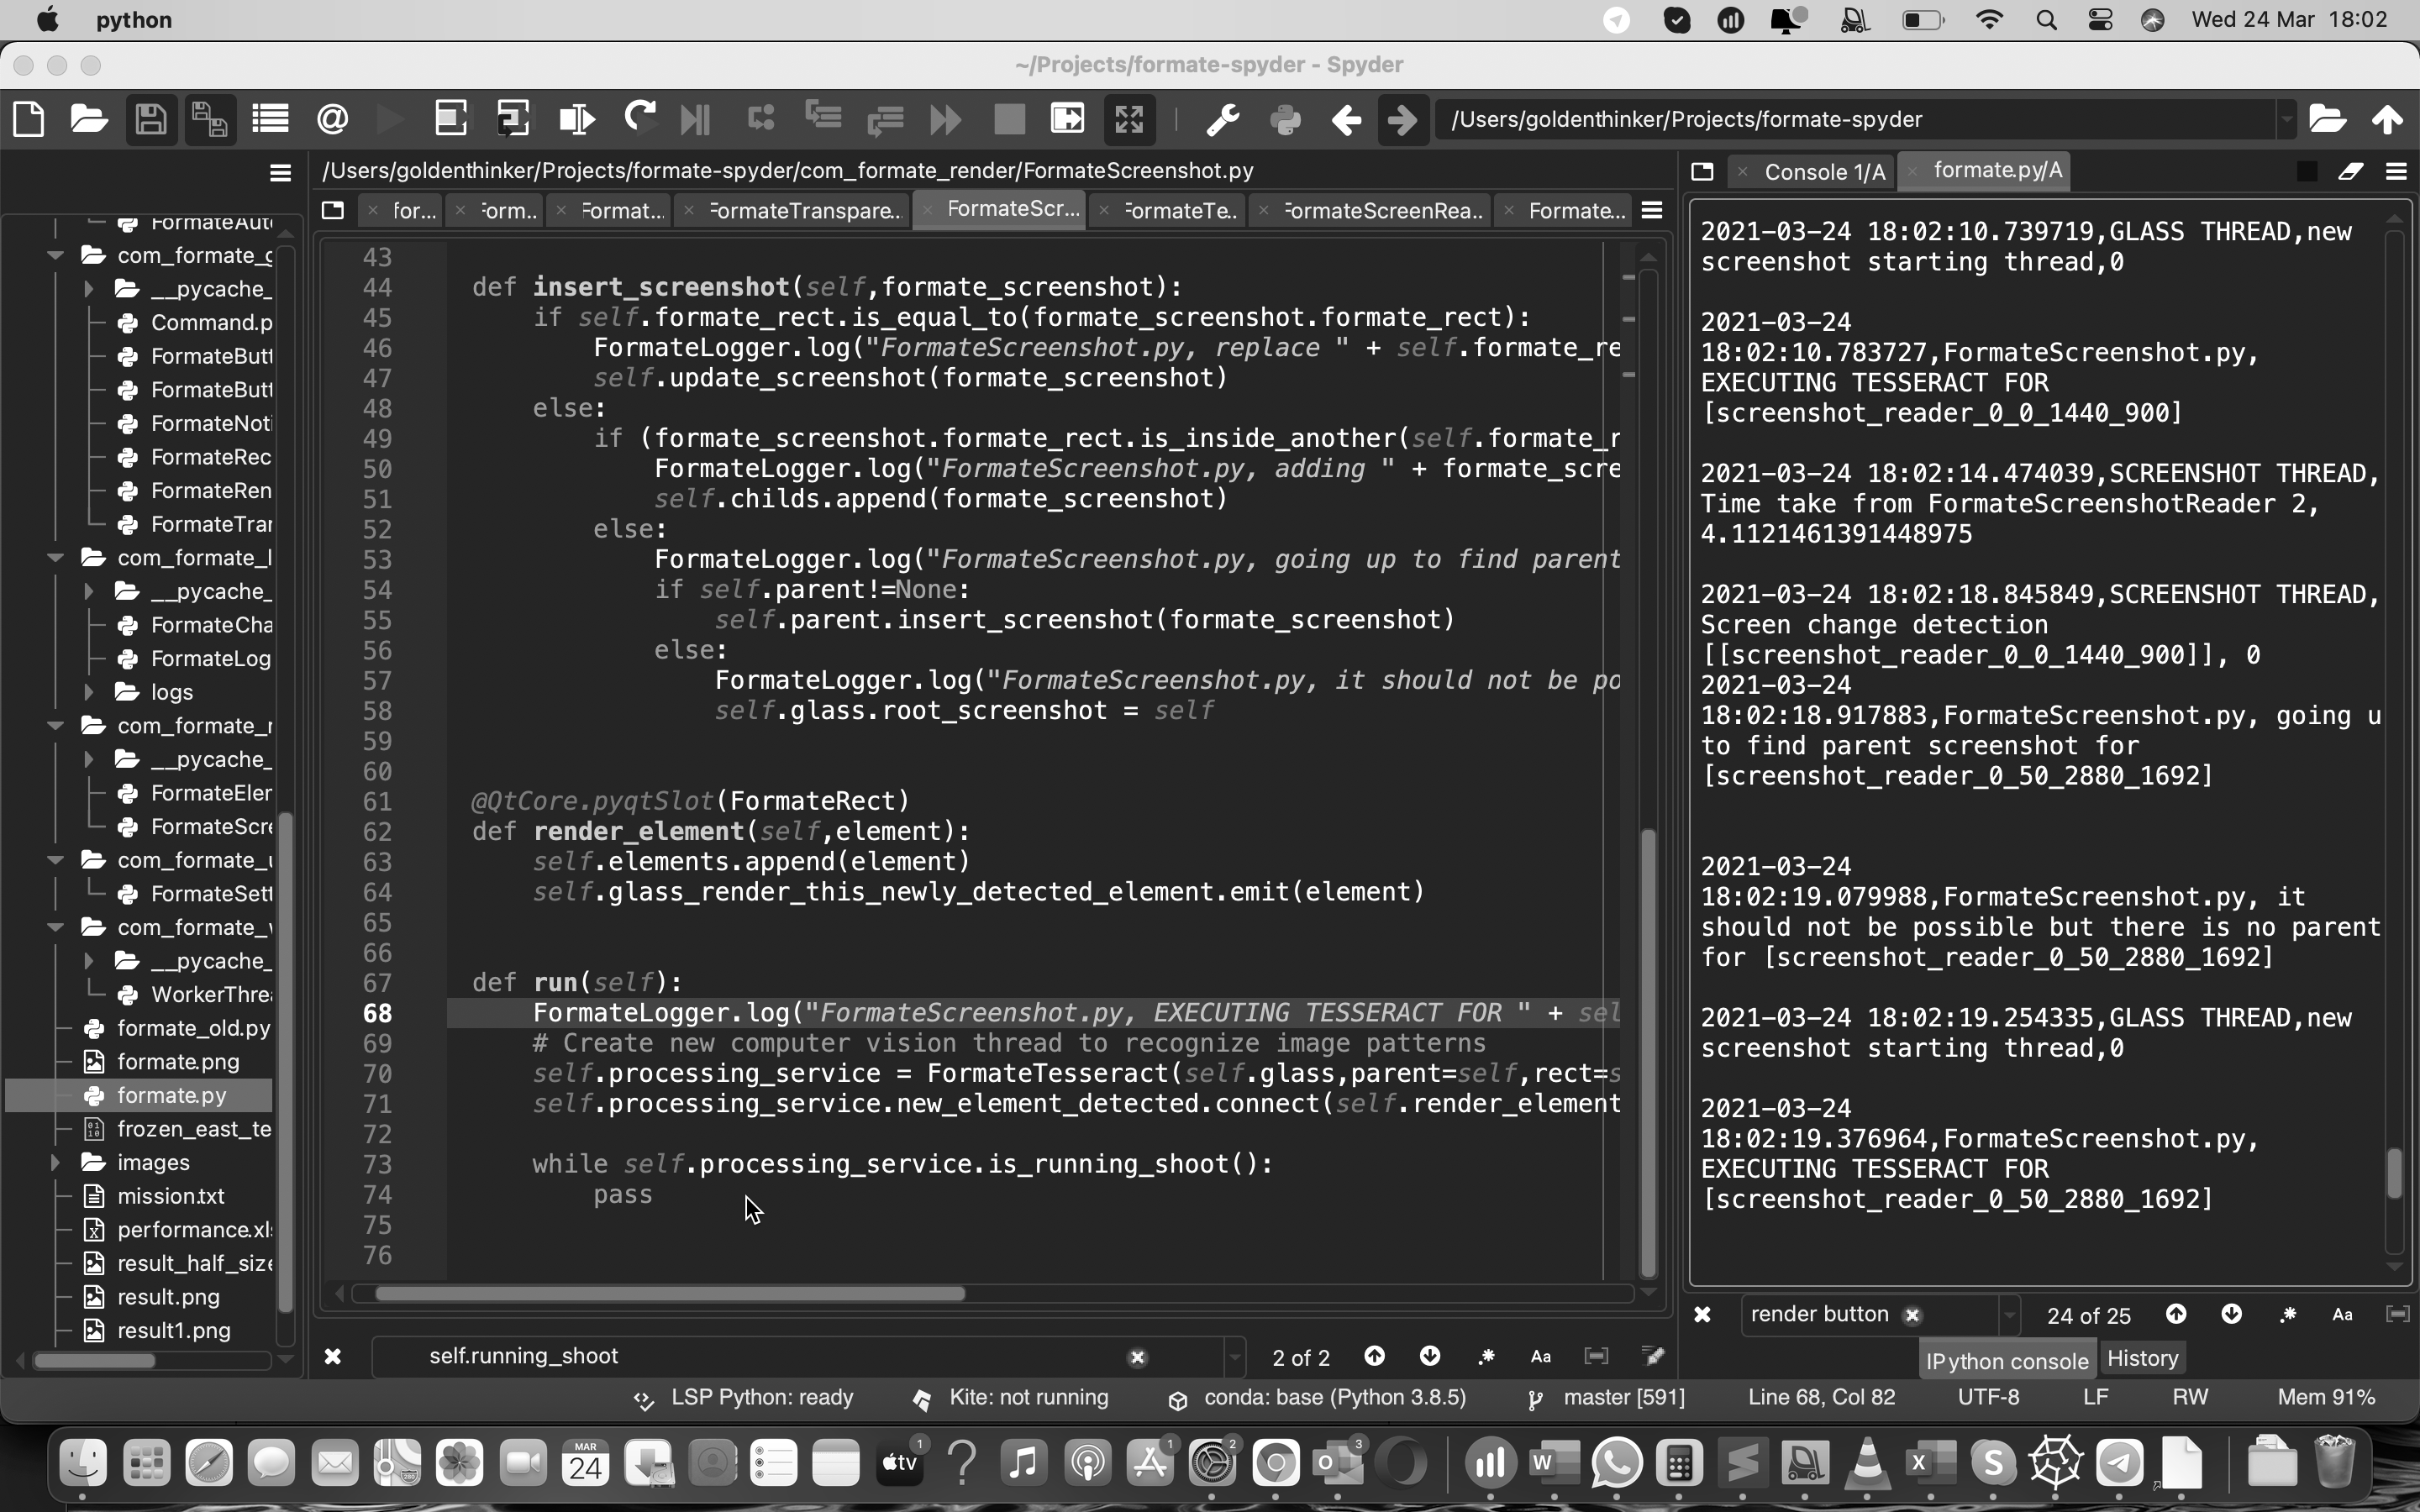 python
Wed 24 Mar 18:02
~/Projects/formate-spyder - Spyder
/Users/goldenthinker/Projects/formate-spyder
/Users/goldenthinker/Projects/formate-spyder/com_formate_render/FormateScreenshot.py
Console 1/A
formate.py/A
for...
Form..
Format...
FormateTranspare...
FormateScr...
FormateTe..
FormateScreenRea..
Formate...
FormateAut
com_formate_g
__pycache_
Command.p
FormateButt
FormateButt
FormateNoti
FormateRec
FormateRen
FormateTrar
com_formate_l
__pycache_
FormateCha
FormateLog
logs
com_formate_r
__pycache_
FormateEler
FormateScre
com_formate_u
FormateSett
com_formate_w
__pycache_
WorkerThre
formate_old.py
formate.png
formate.py
frozen_east_te
images
mission.txt
performance.xl
result_half_size
result.png
result1.png
43
44 def insert_screenshot(self,formate_screenshot):
45 if self.formate_rect.is_equal_to(formate_screenshot.formate_rect):
46 FormateLogger.log("FormateScreenshot.py, replace " + self.formate_re
47 self.update_screenshot(formate_screenshot)
48 else:
49 if (formate_screenshot.formate_rect.is_inside_another(self.formate_r
50 FormateLogger.log("FormateScreenshot.py, adding " + formate_scre
51 self.childs.append(formate_screenshot)
52 else:
53 FormateLogger.log("FormateScreenshot.py, going up to find parent
54 if self.parent!=None:
55 self.parent.insert_screenshot(formate_screenshot)
56 else:
57 FormateLogger.log("FormateScreenshot.py, it should not be po
58 self.glass.root_screenshot = self
59
60
61 @QtCore.pyqtSlot(FormateRect)
62 def render_element(self,element):
63 self.elements.append(element)
64 self.glass_render_this_newly_detected_element.emit(element)
65
66
67 def run(self):
68 FormateLogger.log("FormateScreenshot.py, EXECUTING TESSERACT FOR " + sel
69 # Create new computer vision thread to recognize image patterns
70 self.processing_service = FormateTesseract(self.glass,parent=self,rect=s
71 self.processing_service.new_element_detected.connect(self.render_element
72
73 while self.processing_service.is_running_shoot():
74 pass
75
76
2021-03-24 18:02:10.739719,GLASS THREAD,new
screenshot starting thread,0
2021-03-24
18:02:10.783727,FormateScreenshot.py,
EXECUTING TESSERACT FOR
[screenshot_reader_0_0_1440_900]
2021-03-24 18:02:14.474039,SCREENSHOT THREAD,
Time take from FormateScreenshotReader 2,
4.1121461391448975
2021-03-24 18:02:18.845849,SCREENSHOT THREAD,
Screen change detection
[[screenshot_reader_0_0_1440_900]], 0
2021-03-24
18:02:18.917883,FormateScreenshot.py, going u
to find parent screenshot for
[screenshot_reader_0_50_2880_1692]
2021-03-24
18:02:19.079988,FormateScreenshot.py, it
should not be possible but there is no parent
for [screenshot_reader_0_50_2880_1692]
2021-03-24 18:02:19.254335,GLASS THREAD,new
screenshot starting thread,0
2021-03-24
18:02:19.376964,FormateScreenshot.py,
EXECUTING TESSERACT FOR
[screenshot_reader_0_50_2880_1692]
render button
24 of 25
Aa
self.running_shoot
2 of 2
Aa
IPython console
History
LSP Python: ready
Kite: not running
conda: base (Python 3.8.5)
master [591]
Line 68, Col 82
UTF-8
LF
RW
Mem 91%
MAR
24
tv
1
1
2
3